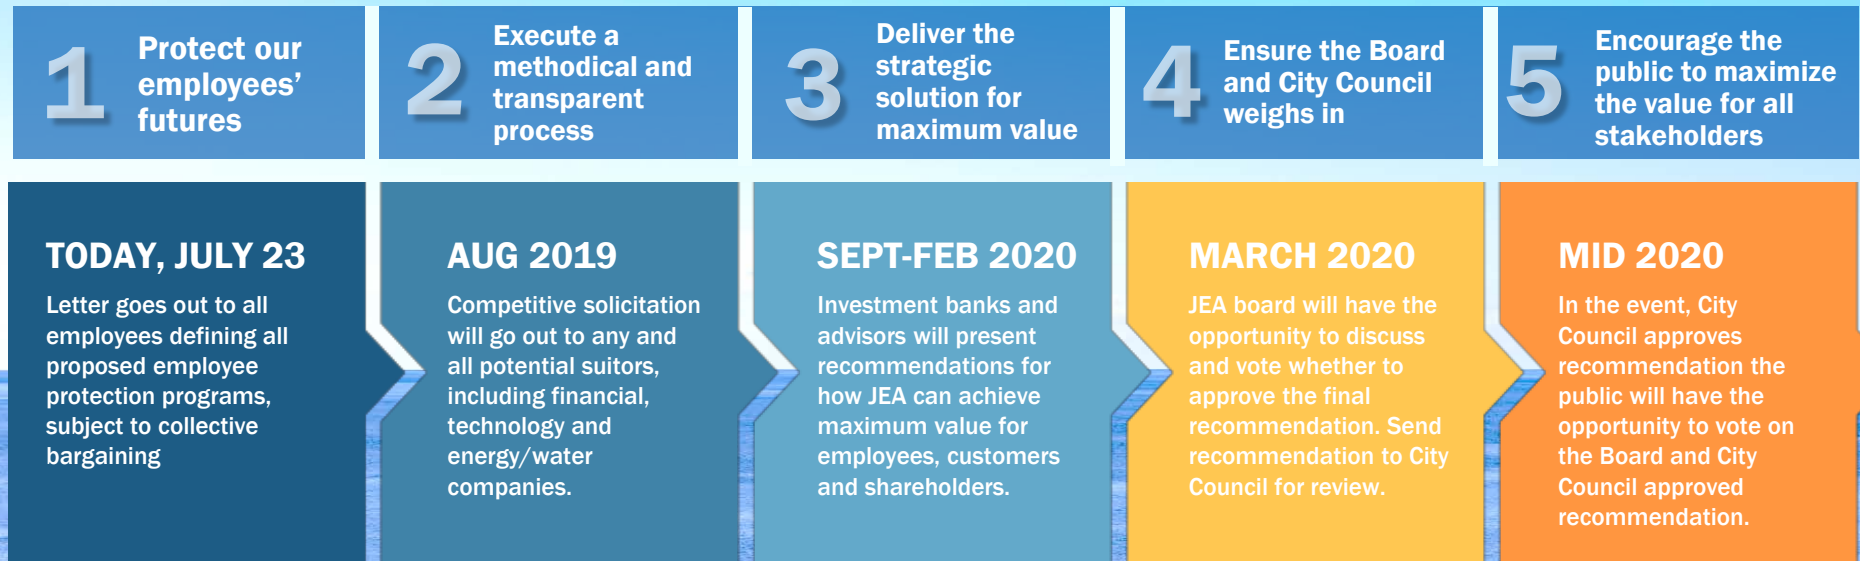 1
Protect our
employees’
futures
2
Execute a
methodical and
transparent
process
3
Deliver the
strategic
solution for
maximum value
4
Ensure the Board
and City Council
weighs in
5
Encourage the
public to maximize
the value for all
stakeholders
TODAY, JULY 23
Letter goes out to all
employees defining all
proposed employee
protection programs,
subject to collective
bargaining
AUG 2019
Competitive solicitation
will go out to any and
all potential suitors,
including financial,
technology and
energy/water
companies.
SEPT-FEB 2020
Investment banks and
advisors will present
recommendations for
how JEA can achieve
maximum value for
employees, customers
and shareholders.
MARCH 2020
JEA board will have the
opportunity to discuss
and vote whether to
approve the final
recommendation. Send
recommendation to City
Council for review.
MID 2020
In the event, City
Council approves
recommendation the
public will have the
opportunity to vote on
the Board and City
Council approved
recommendation.